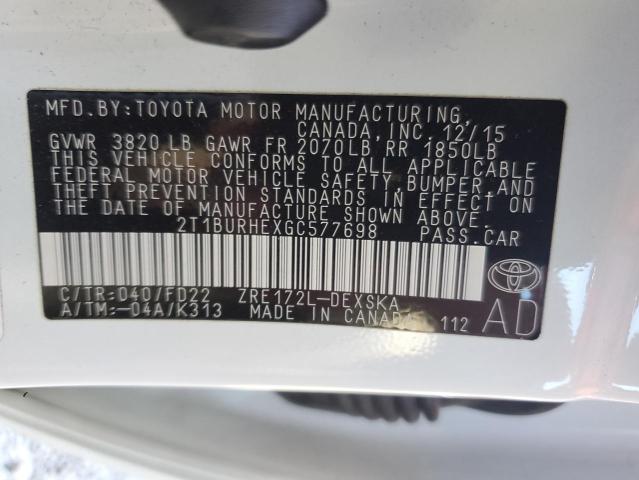 MFD.BY:TOYOTA MOTOR MANUFACTURING,
CANADA, INC. 12/15
GVWR 3820 LB GAWR FR 2070LB RR 1850LB
THIS VEHICLE CONFORMS TO ALL APPLICABLE
FEDERAL MOTOR VEHICLE SAFETY, BUMPER, AND
THEFT PREVENTION STANDARDS IN EFFECT ON
THE DATE OF MANUFACTURE SHOWN ABOVE.
2T1BURHEXGC577698 PASS.CAR
C/TR:040/FD22 ZRE172L-DEXSKA
A/TM:-04A/K313 MADE IN CANADA 112
AD